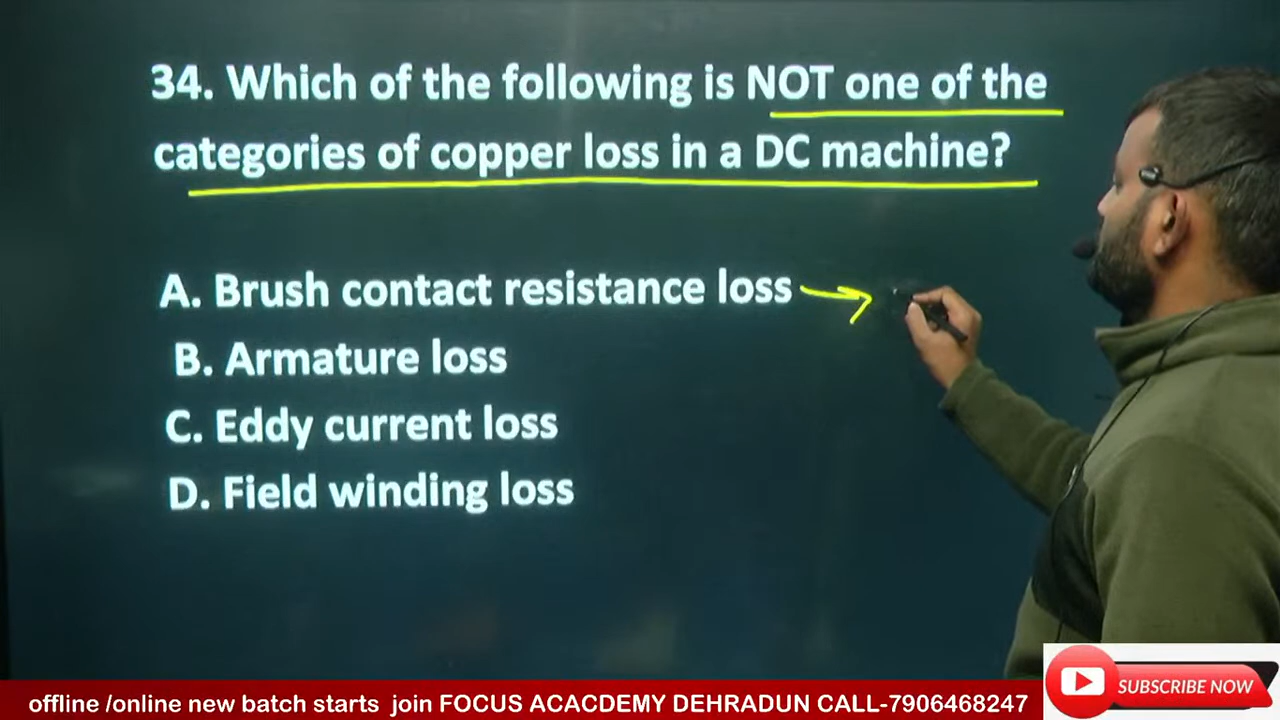 34. Which of the following is NOT one of the
categories of copper loss in a DC machine?
A. Brush contact resistance loss
B. Armature loss
C. Eddy current loss
D. Field winding loss
offline /online new batch starts join FOCUS ACACDEMY DEHRADUN CALL-7906468247
SUBSCRIBE NOW